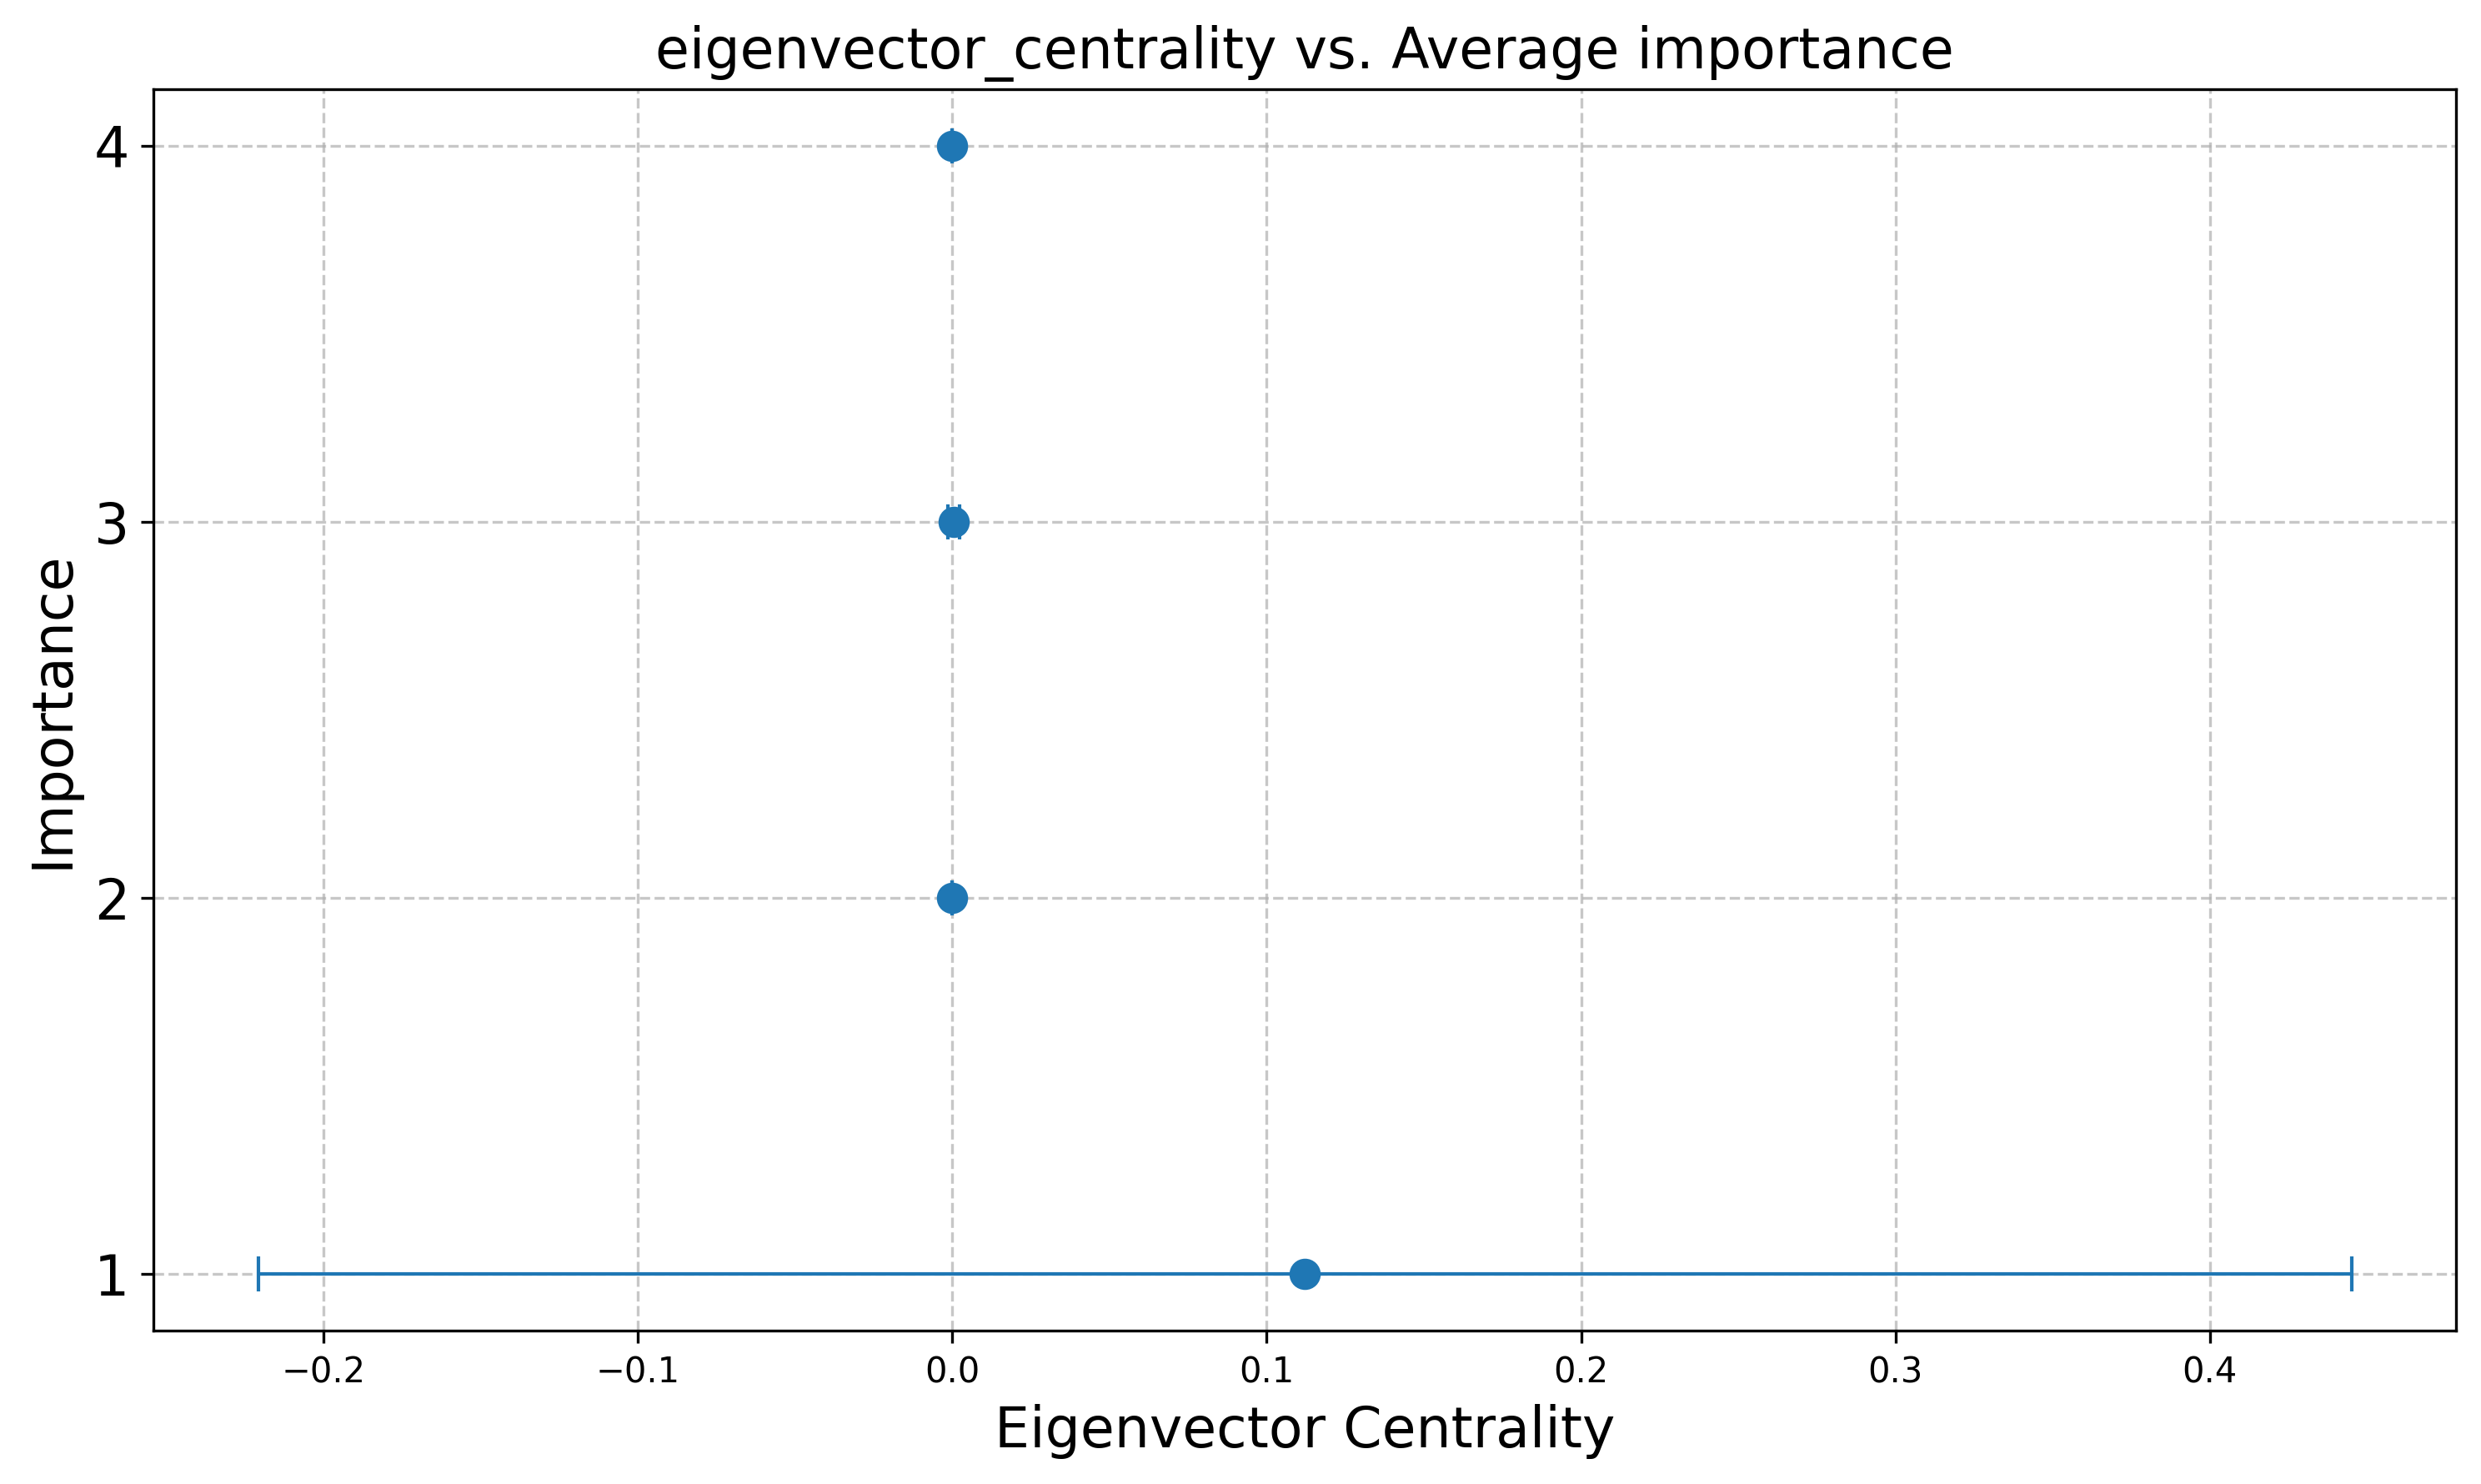 eigenvector_centrality vs. Average importance
4
3
2
1
Importance
−0.2 −0.1 0.0 0.1 0.2 0.3 0.4
Eigenvector Centrality